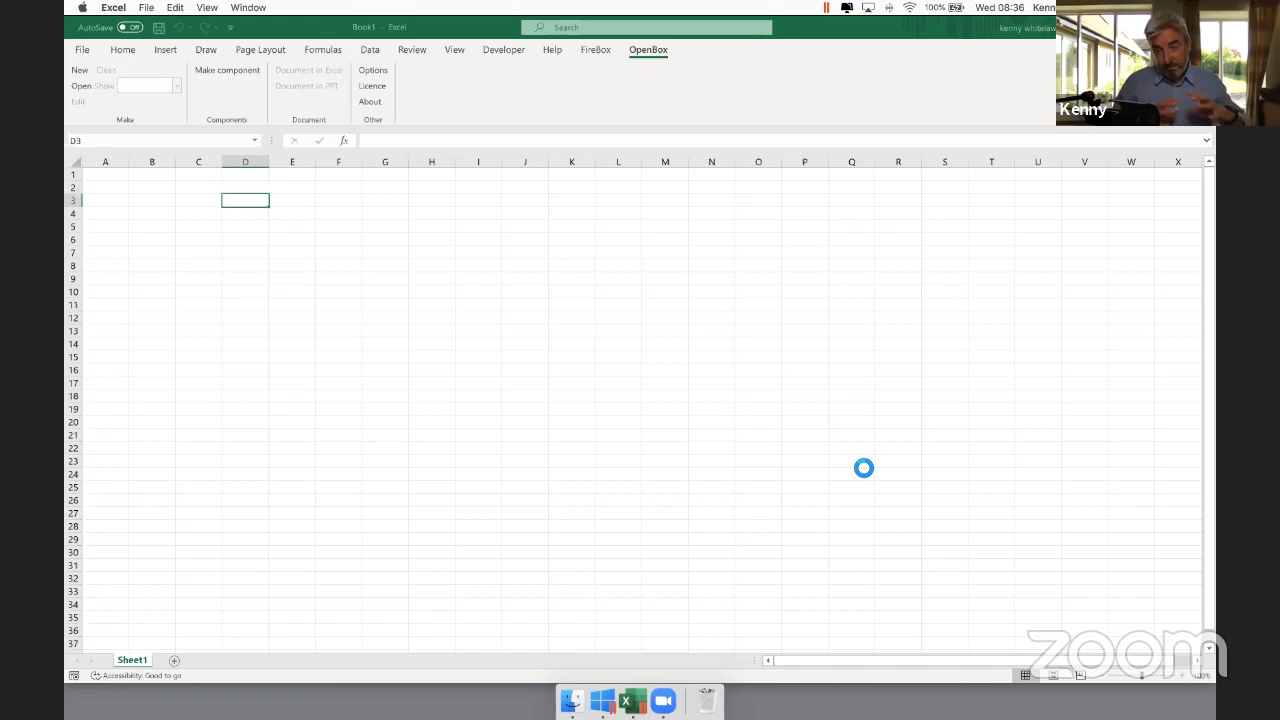 Excel File Edit View Window 100% Wed 08:36 Kenn
AutoSave Off Book1 - Excel Search kenny whitelaw
File Home Insert Draw Page Layout Formulas Data Review View Developer Help FireBox OpenBox
New Clean Make component Document in Excel Options
Open Show Document in PPT Licence
Edit About
Make Components Document Other
Kenny
D3 fx
A B C D E F G H I J K L M N O P Q R S T U V W X
1
2
3
4
5
6
7
8
9
10
11
12
13
14
15
16
17
18
19
20
21
22
23
24
25
26
27
28
29
30
31
32
33
34
35
36
37
zoom
Sheet1
Accessibility: Good to go 100%